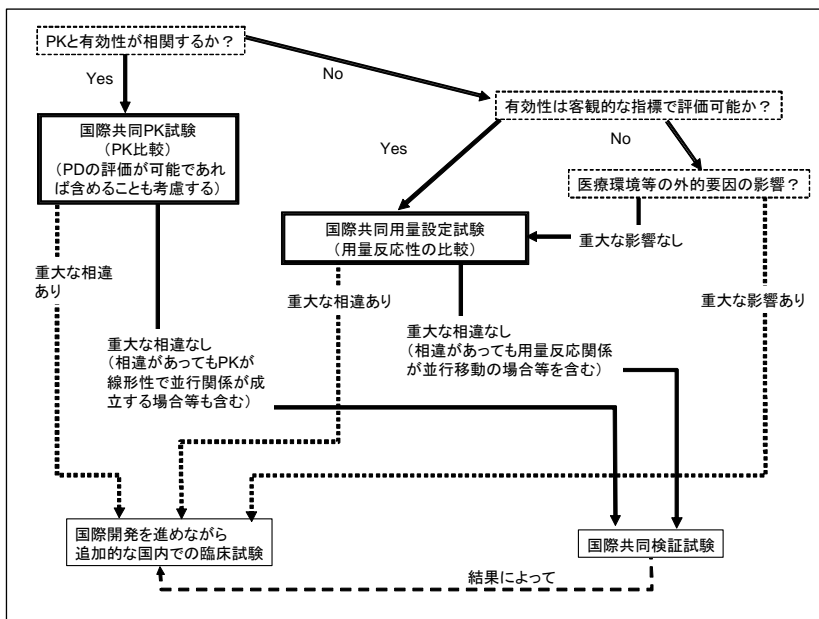 PKと有効性が相関するか？
Yes
No
有効性は客観的な指標で評価可能か？
国際共同PK試験
（PK比較）
（PDの評価が可能であれ
ば含めることも考慮する）
Yes
No
医療環境等の外的要因の影響？
国際共同用量設定試験
（用量反応性の比較）
重大な影響なし
重大な相違
あり
重大な相違あり
重大な影響あり
重大な相違なし
（相違があってもPKが
線形性で並行関係が成
立する場合等も含む）
重大な相違なし
（相違があっても用量反応関係
が並行移動の場合等を含む）
国際開発を進めながら
追加的な国内での臨床試験
国際共同検証試験
結果によって